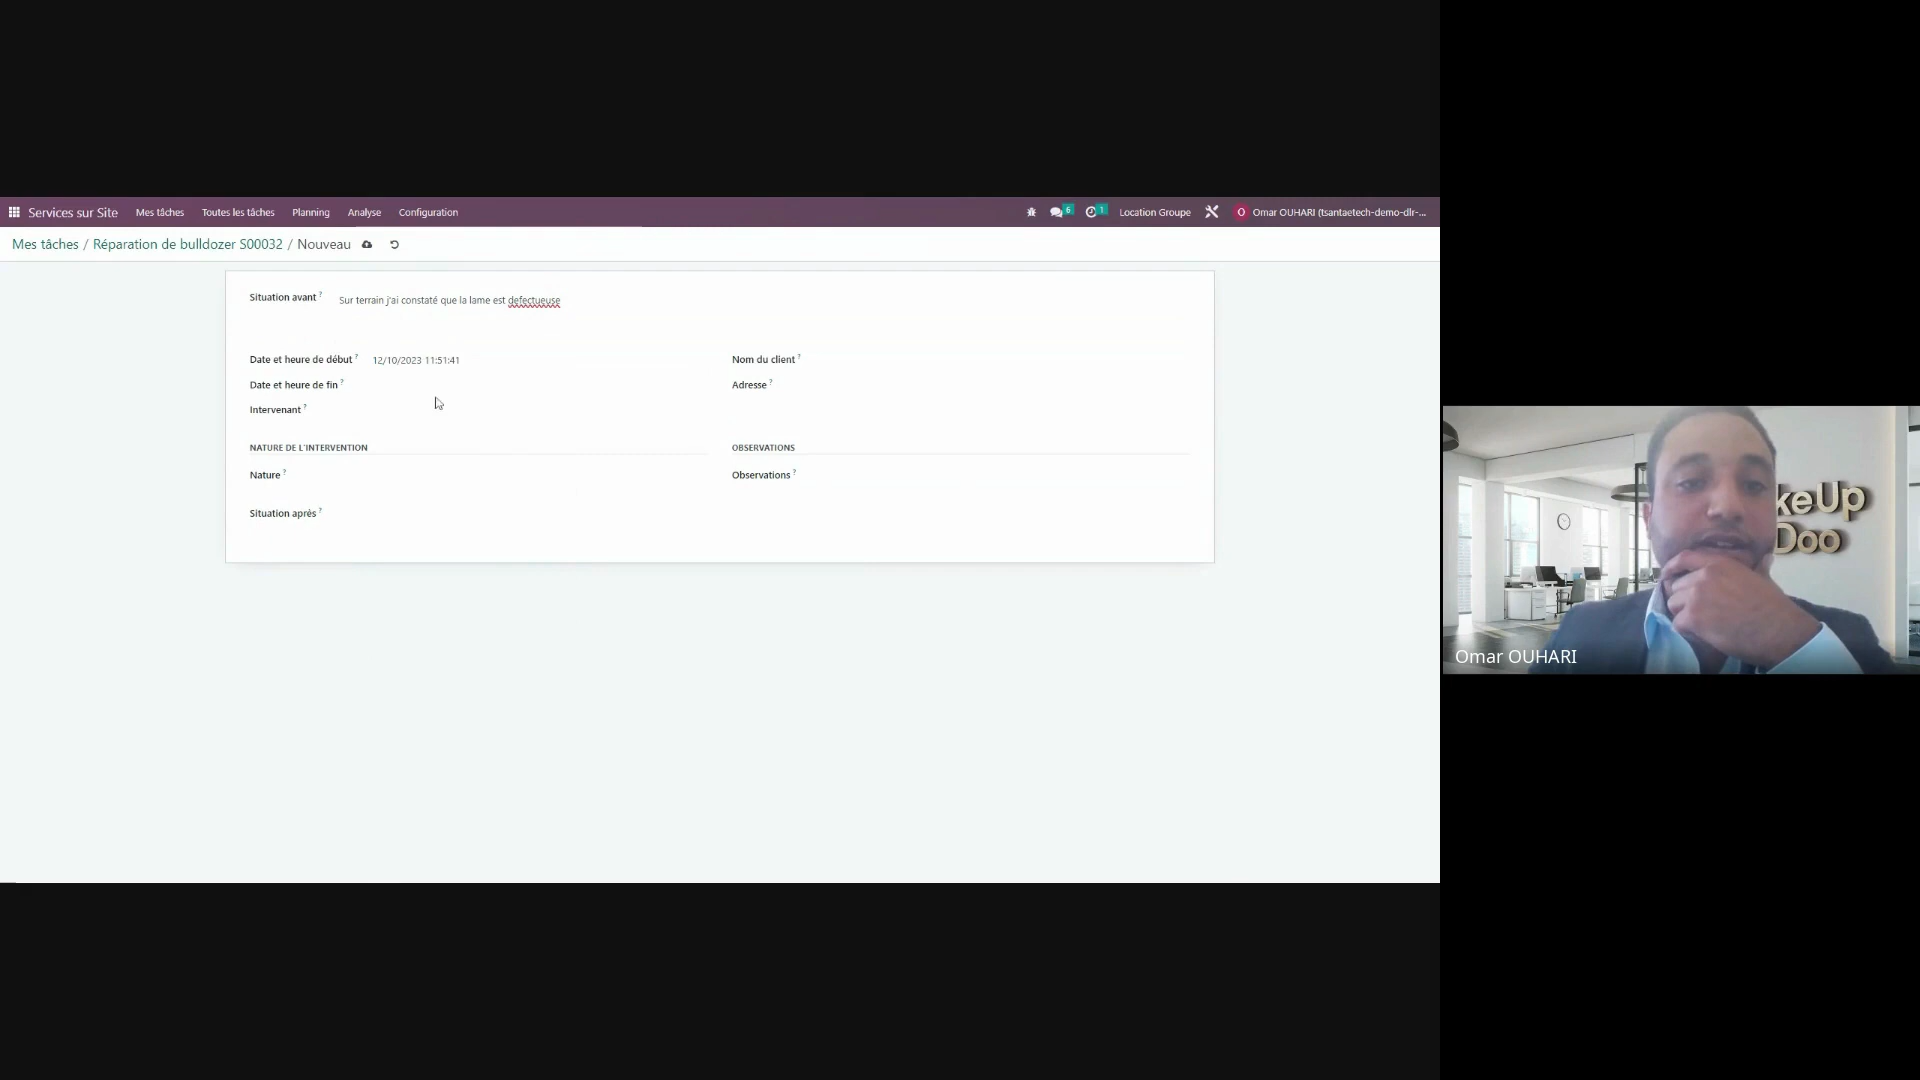 Services sur Site Mes tâches Toutes les tâches Planning Analyse Configuration 6 1 Location Groupe O Omar OUHARI (tsantaetech-demo-dlr-...
Mes tâches / Réparation de bulldozer S00032 / Nouveau
Situation avant ? Sur terrain j'ai constaté que la lame est defectueuse
Date et heure de début ? 12/10/2023 11:51:41 Nom du client ?
Date et heure de fin ? Adresse ?
Intervenant ?
NATURE DE L'INTERVENTION OBSERVATIONS
Nature ? Observations ?
Situation après ?
keUp
Doo
Omar OUHARI